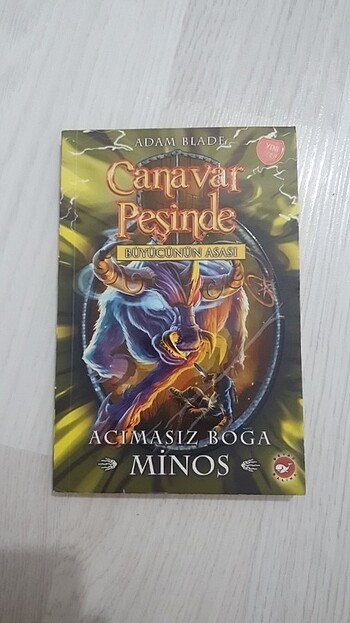 ADAM BLADE
Canavar
Peşinde
BÜYÜCÜNÜN ASASI
ACIMASIZ BOĞA
MİNOS